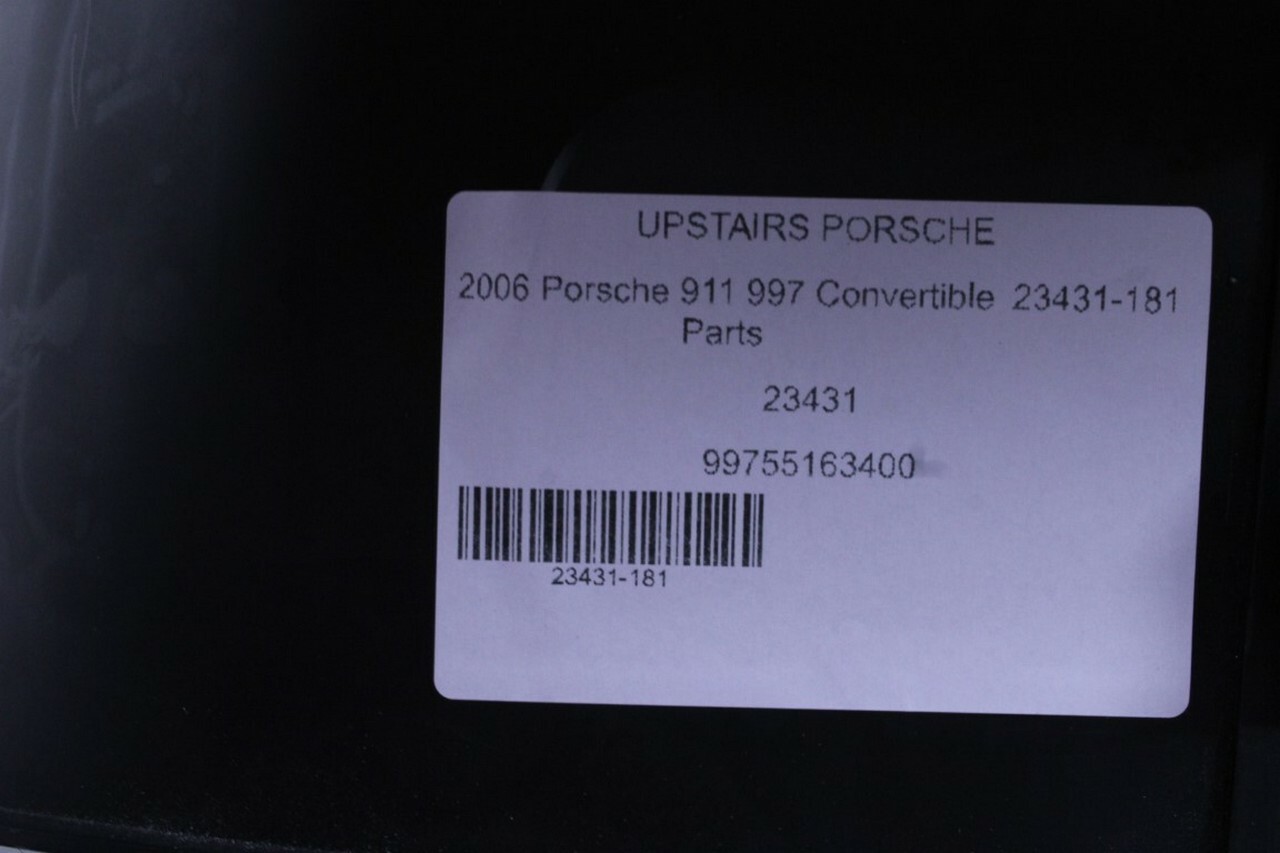 UPSTAIRS PORSCHE
2006 Porsche 911 997 Convertible 23431-181
Parts
23431
99755163400
23431-181